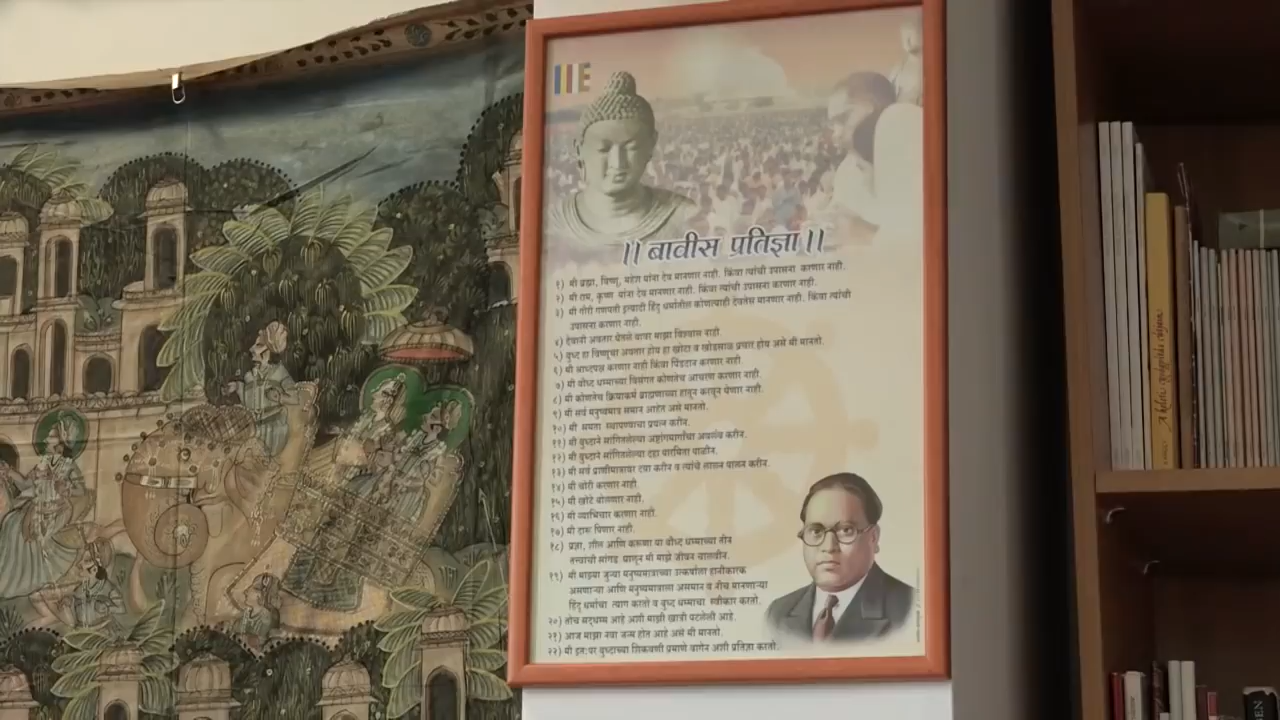 ।। बावीस प्रतिज्ञा ।।
१) मी ब्रह्मा, विष्णू, महेश यांना देव मानणार नाही. किंवा त्यांची उपासना करणार नाही.
२) मी राम, कृष्ण यांना देव मानणार नाही. किंवा त्यांची उपासना करणार नाही.
३) मी गौरी गणपती इत्यादी हिंदू धर्मातील कोणत्याही देवतेस मानणार नाही. किंवा त्यांची
उपासना करणार नाही.
४) देवानी अवतार घेतले यावर माझा विश्वास नाही.
५) बुध्द हा विष्णूचा अवतार होय हा खोटा व खोडसाळ प्रचार होय असे मी मानतो.
६) मी श्राध्दपक्ष करणार नाही किंवा पिंडदान करणार नाही.
७) मी बौध्द धम्माच्या विसंगत कोणतेच आचरण करणार नाही.
८) मी कोणतेच क्रियाकर्म ब्राह्मणाच्या हातून करवून घेणार नाही.
९) मी सर्व मनुष्यमात्र समान आहेत असे मानतो.
१०) मी समता स्थापण्याचा प्रयत्न करीन.
११) मी बुध्दाने सांगितलेल्या अष्टांगमार्गाचा अवलंब करीन.
१२) मी बुध्दाने सांगितलेल्या दहा पारमिता पाळीन.
१३) मी सर्व प्राणीमात्रावर दया करीन व त्यांचे लालन पालन करीन.
१४) मी चोरी करणार नाही.
१५) मी खोटे बोलणार नाही.
१६) मी व्याभिचार करणार नाही.
१७) मी दारू पिणार नाही.
१८) प्रज्ञा, शील आणि करूणा या बौध्द धम्माच्या तीन
तत्त्वांची सांगड घालून मी माझे जीवन चालवीन.
१९) मी माझ्या जुन्या मनुष्यमात्राच्या उत्कर्षाला हानीकारक
असणाऱ्या आणि मनुष्यमात्राला असमान व नीच मानणाऱ्या
हिंदू धर्माचा त्याग करतो व बुध्द धम्माचा स्वीकार करतो.
२०) तोच सद्धम्म आहे अशी माझी खात्री पटलेली आहे.
२१) आज माझा नवा जन्म होत आहे असे मी मानतो.
२२) मी इतःपर बुध्दाच्या शिकवणी प्रमाणे वागेन अशी प्रतिज्ञा करतो.